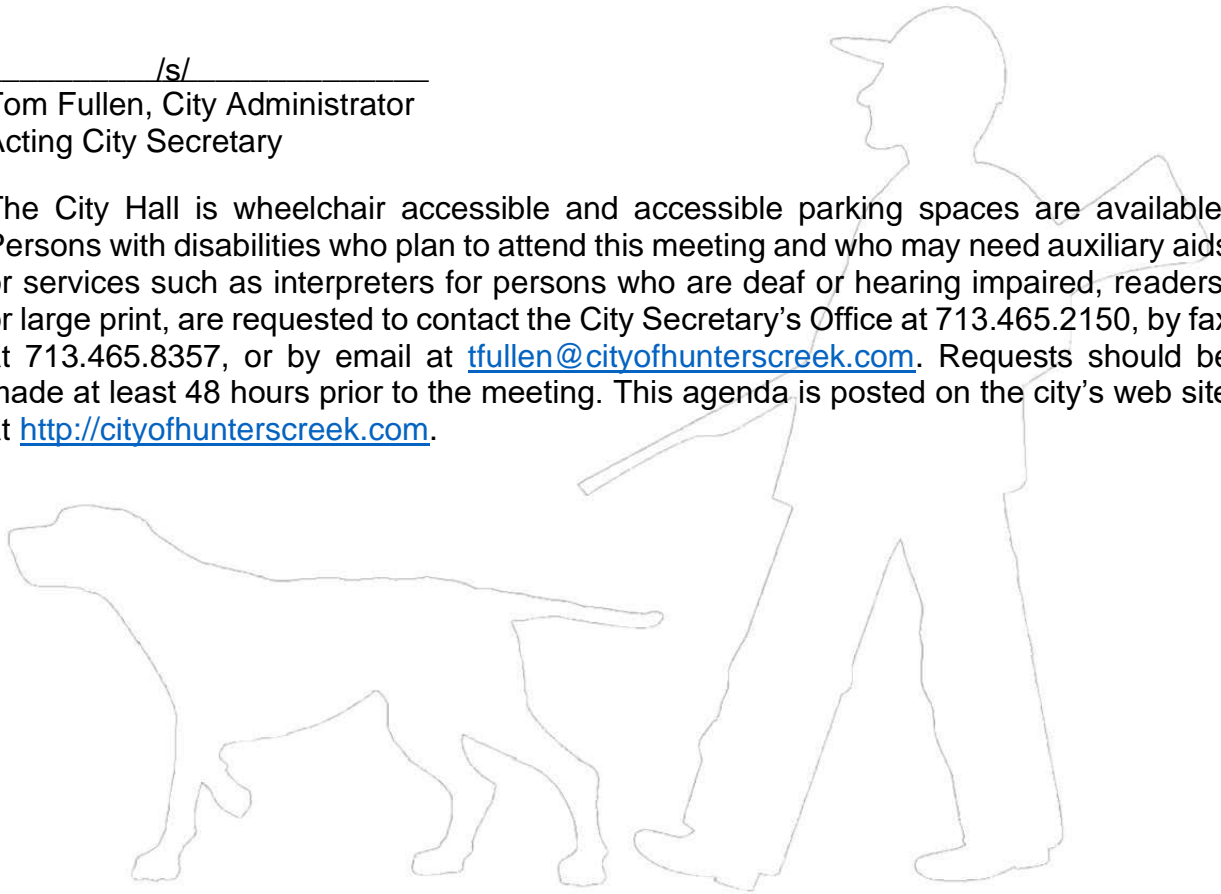 __________/s/______________
Tom Fullen, City Administrator
Acting City Secretary
The City Hall is wheelchair accessible and accessible parking spaces are available
Persons with disabilities who plan to attend this meeting and who may need auxiliary aids
or services such as interpreters for persons who are deaf or hearing impaired, readers
or large print, are requested to contact the City Secretary’s Office at 713.465.2150, by fax
at 713.465.8357, or by email at tfullen@cityofhunterscreek.com. Requests should be
made at least 48 hours prior to the meeting. This agenda is posted on the city’s web site
at http://cityofhunterscreek.com.